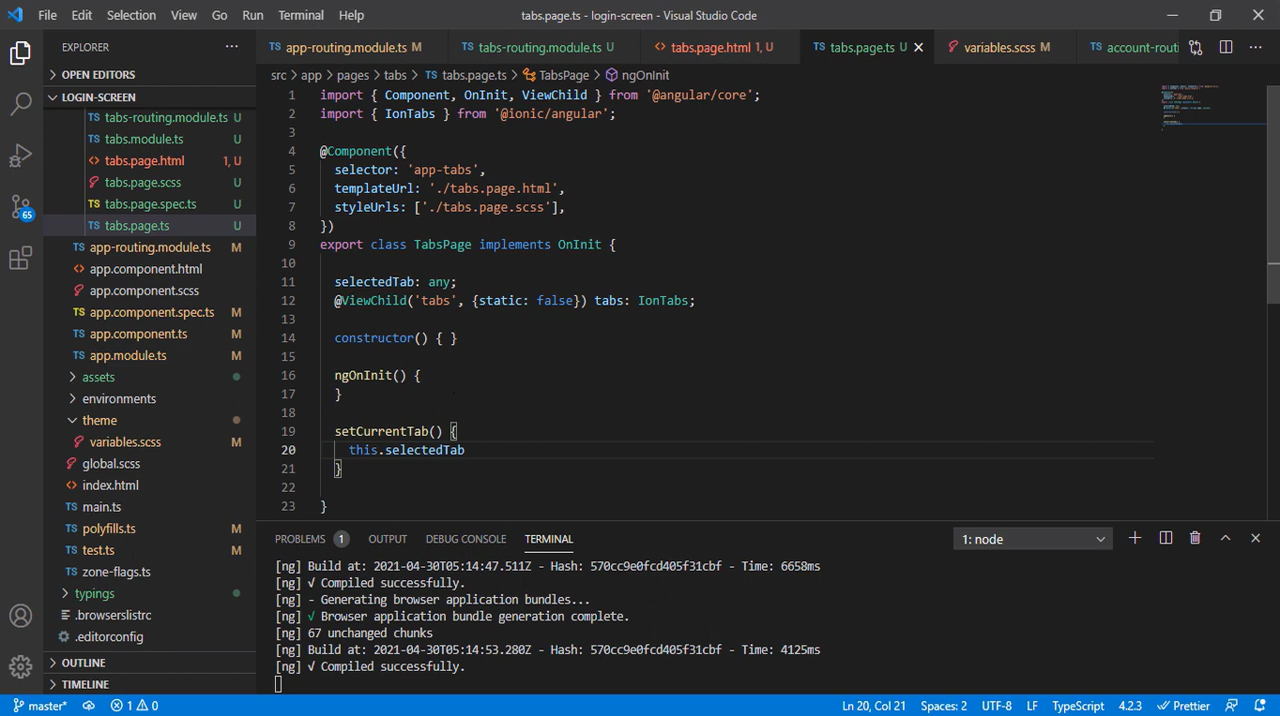 File Edit Selection View Go Run Terminal Help tabs.page.ts - login-screen - Visual Studio Code
EXPLORER ...
OPEN EDITORS
LOGIN-SCREEN
tabs-routing.module.ts U
tabs.module.ts U
tabs.page.html 1, U
tabs.page.scss U
tabs.page.spec.ts U
tabs.page.ts U
app-routing.module.ts M
app.component.html
app.component.scss
app.component.spec.ts M
app.component.ts M
app.module.ts M
assets
environments
theme
variables.scss M
global.scss
index.html
main.ts
polyfills.ts M
test.ts M
zone-flags.ts
typings
.browserslistrc
.editorconfig
OUTLINE
TIMELINE
65
app-routing.module.ts M tabs-routing.module.ts U tabs.page.html 1, U TS tabs.page.ts U variables.scss M TS account-routi
src > app > pages > tabs > TS tabs.page.ts > TabsPage > ngOnInit
1 import { Component, OnInit, ViewChild } from '@angular/core';
2 import { IonTabs } from '@ionic/angular';
3
4 @Component({
5 selector: 'app-tabs',
6 templateUrl: './tabs.page.html',
7 styleUrls: ['./tabs.page.scss'],
8 })
9 export class TabsPage implements OnInit {
10
11 selectedTab: any;
12 @ViewChild('tabs', {static: false}) tabs: IonTabs;
13
14 constructor() { }
15
16 ngOnInit() {
17 }
18
19 setCurrentTab() {
20 this.selectedTab
21 }
22
23 }
PROBLEMS 1 OUTPUT DEBUG CONSOLE TERMINAL 1: node
[ng] Build at: 2021-04-30T05:14:47.511Z - Hash: 570cc9e0fcd405f31cbf - Time: 6658ms
[ng] √ Compiled successfully.
[ng] - Generating browser application bundles...
[ng] √ Browser application bundle generation complete.
[ng] 67 unchanged chunks
[ng] Build at: 2021-04-30T05:14:53.280Z - Hash: 570cc9e0fcd405f31cbf - Time: 4125ms
[ng] √ Compiled successfully.
master* 1 0 Ln 20, Col 21 Spaces: 2 UTF-8 LF TypeScript 4.2.3 Prettier